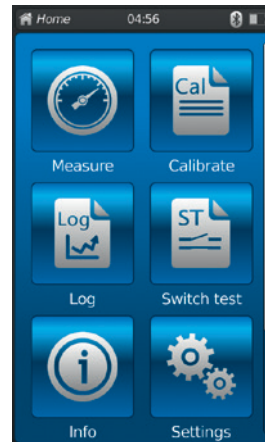 Home 04:56
Cal
Measure Calibrate
Log ST
Log Switch test
i
Info Settings